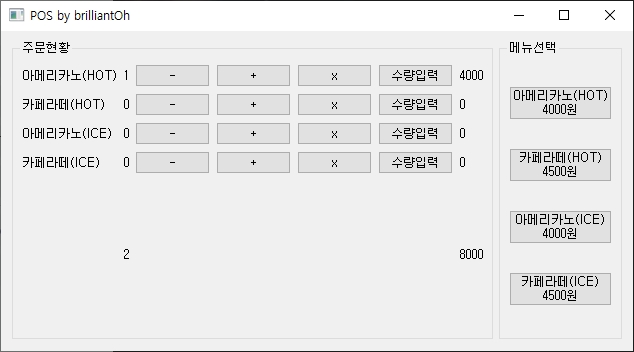 POS by brilliantOh
주문현황
아메리카노(HOT) 1 - + x 수량입력 4000
카페라떼(HOT) 0 - + x 수량입력 0
아메리카노(ICE) 0 - + x 수량입력 0
카페라떼(ICE) 0 - + x 수량입력 0
2 8000
메뉴선택
아메리카노(HOT)
4000원
카페라떼(HOT)
4500원
아메리카노(ICE)
4000원
카페라떼(ICE)
4500원